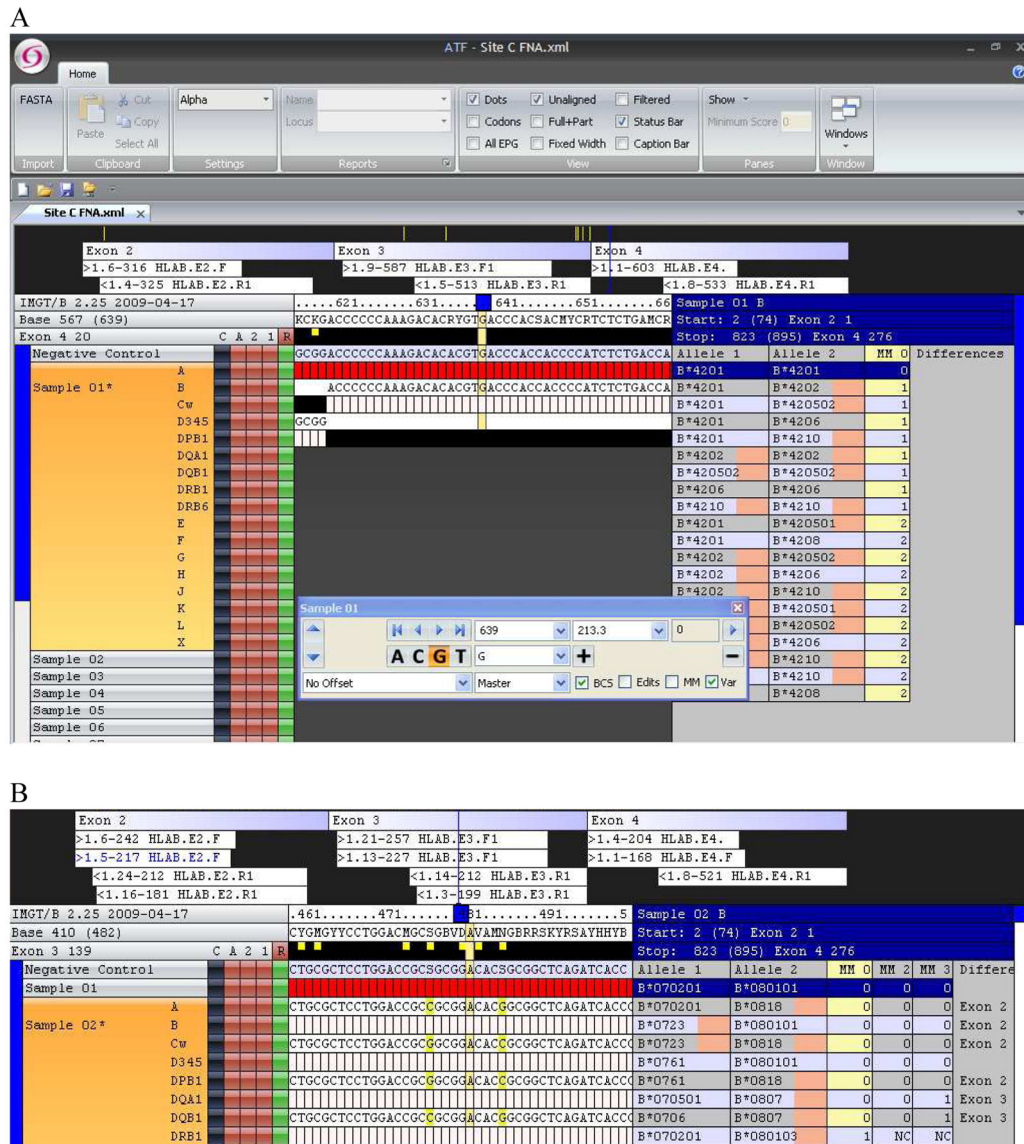 A
ATF - Site C FNA.xml
Home
FASTA
Import
Paste
Cut
Copy
Select All
Clipboard
Alpha
Settings
Name
Locus
Reports
Dots Unaligned Filtered
Codons Full+Part Status Bar
All EPG Fixed Width Caption Bar
View
Show
Minimum Score 0
Panes
Windows
Window
Site C FNA.xml x
Exon 2 Exon 3 Exon 4
>1.6-316 HLAB.E2.F >1.9-587 HLAB.E3.F1 >1.1-603 HLAB.E4.
<1.4-325 HLAB.E2.R1 <1.5-513 HLAB.E3.R1 <1.8-533 HLAB.E4.R1
IMGT/B 2.25 2009-04-17 .....621.......631....... 641.......651.......66 Sample 01 B
Base 567 (639) KCKGACCCCCCAAAGACACRYGTGACCCACSACMYCRTCTCTGAMCR Start: 2 (74) Exon 2 1
Exon 4 20 C A 2 1 R Stop: 823 (895) Exon 4 276
Negative Control GCGGACCCCCCAAAGACACACGTGACCCACCACCCCATCTCTGACCA Allele 1 Allele 2 MM 0 Differences
A B*4201 B*4201 0
Sample 01* B ACCCCCCAAAGACACACGTGACCCACCACCCCATCTCTGACCA B*4201 B*4202 1
Cw B*4201 B*420502 1
D345 GCGG B*4201 B*4206 1
DPB1 B*4201 B*4210 1
DQA1 B*4202 B*4202 1
DQB1 B*420502 B*420502 1
DRB1 B*4206 B*4206 1
DRB6 B*4210 B*4210 1
E B*4201 B*420501 2
F B*4201 B*4208 2
G B*4202 B*420502 2
H B*4202 B*4206 2
J B*4202 B*4210 2
K B*420501 2
L B*420502 2
X B*4206 2
Sample 02 B*4210 2
Sample 03 B*4210 2
Sample 04 B*4208 2
Sample 05
Sample 06
Sample 01
639 213.3 0
A C G T G + −
No Offset Master BCS Edits MM Var
B
Exon 2 Exon 3 Exon 4
>1.6-242 HLAB.E2.F >1.21-257 HLAB.E3.F1 >1.4-204 HLAB.E4.
>1.5-217 HLAB.E2.F >1.13-227 HLAB.E3.F1 >1.1-168 HLAB.E4.F
<1.24-212 HLAB.E2.R1 <1.14-212 HLAB.E3.R1 <1.8-521 HLAB.E4.R1
<1.16-181 HLAB.E2.R1 <1.3-199 HLAB.E3.R1
IMGT/B 2.25 2009-04-17 .461.......471....... 481.......491.......5 Sample 02 B
Base 410 (482) CYGMGYYCCTGGACMGCSGBVDAVAMNGBRRSKYRSAYHHYB Start: 2 (74) Exon 2 1
Exon 3 139 C A 2 1 R Stop: 823 (895) Exon 4 276
Negative Control CTGCGCTCCTGGACCGCSGCGGACACSGCGGCTCAGATCACC Allele 1 Allele 2 MM 0 MM 2 MM 3 Differe
Sample 01 B*070201 B*080101 0 0 0
A CTGCGCTCCTGGACCGCCGCGGACACGGCGGCTCAGATCACC B*070201 B*0818 0 0 0 Exon 2
Sample 02* B B*0723 B*080101 0 0 0 Exon 2
Cw CTGCGCTCCTGGACCGCGGCGGACACCGCGGCTCAGATCACC B*0723 B*0818 0 0 0 Exon 2
D345 B*0761 B*080101 0 0 0
DPB1 CTGCGCTCCTGGACCGCGGCGGACACCGCGGCTCAGATCACC B*0761 B*0818 0 0 0 Exon 2
DQA1 B*070501 B*0807 0 0 1 Exon 3
DQB1 CTGCGCTCCTGGACCGCCGCGGACACGGCGGCTCAGATCACC B*0706 B*0807 0 0 1 Exon 3
DRB1 B*070201 B*080103 1 NC NC